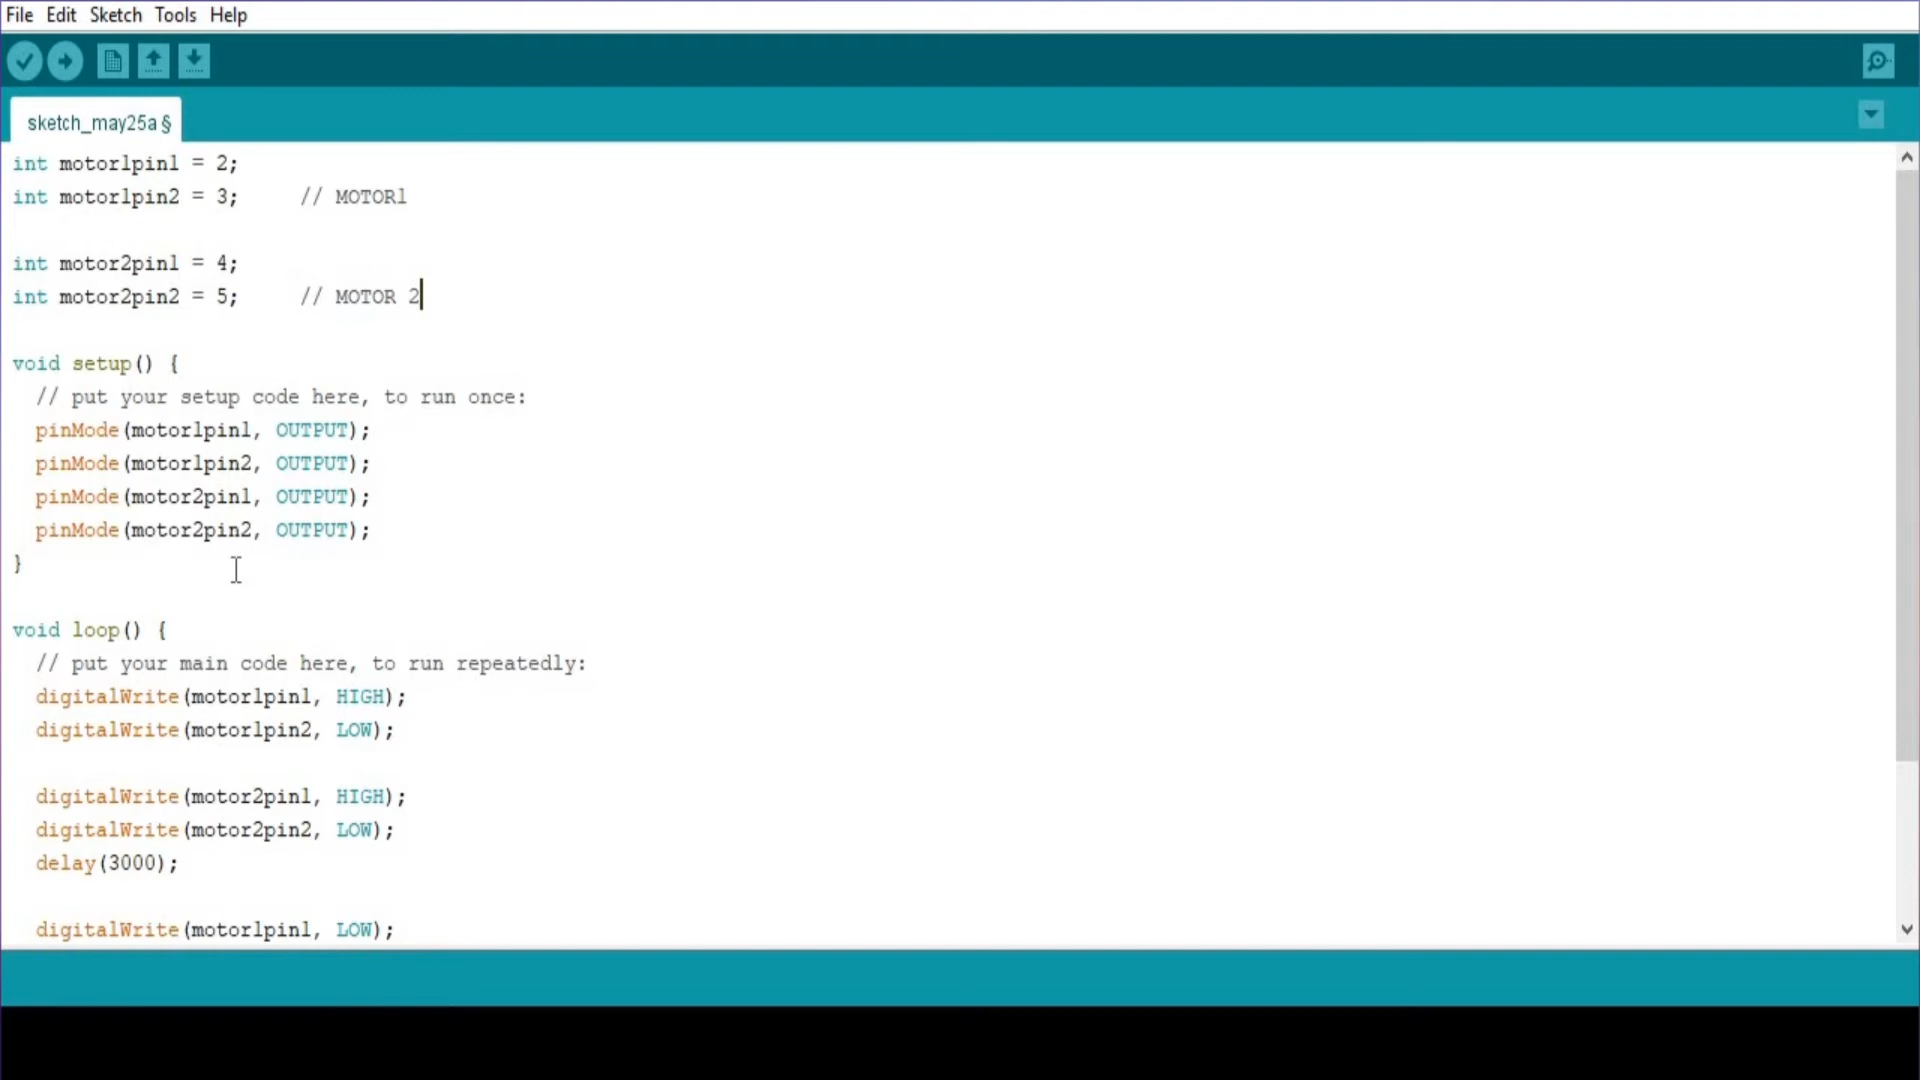 File Edit Sketch Tools Help
sketch_may25a §
int motor1pin1 = 2;
int motor1pin2 = 3;     // MOTOR1
int motor2pin1 = 4;
int motor2pin2 = 5;     // MOTOR 2
void setup() {
  // put your setup code here, to run once:
  pinMode(motor1pin1, OUTPUT);
  pinMode(motor1pin2, OUTPUT);
  pinMode(motor2pin1, OUTPUT);
  pinMode(motor2pin2, OUTPUT);
}
void loop() {
  // put your main code here, to run repeatedly:
  digitalWrite(motor1pin1, HIGH);
  digitalWrite(motor1pin2, LOW);
  digitalWrite(motor2pin1, HIGH);
  digitalWrite(motor2pin2, LOW);
  delay(3000);
  digitalWrite(motor1pin1, LOW);